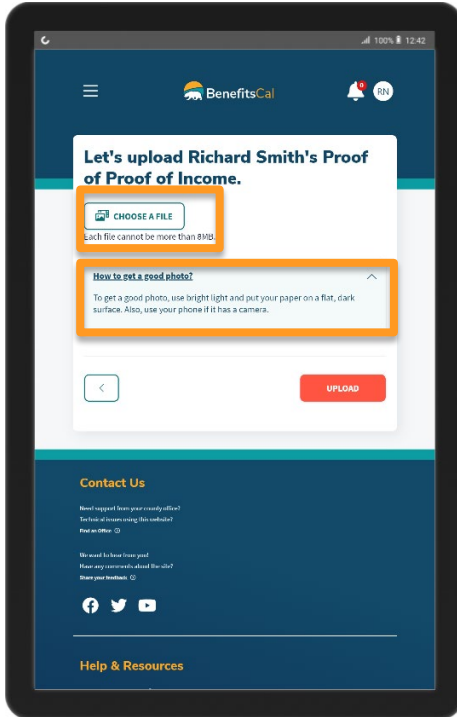 100% 12:42
BenefitsCal
0
RN
Let's upload Richard Smith's Proof
of Proof of Income.
CHOOSE A FILE
Each file cannot be more than 8MB.
How to get a good photo?
To get a good photo, use bright light and put your paper on a flat, dark
surface. Also, use your phone if it has a camera.
UPLOAD
Contact Us
Need support from your county office?
Technical issues using this website?
Find an Office
We want to hear from you!
Have any comments about the site?
Share your feedback
Help & Resources